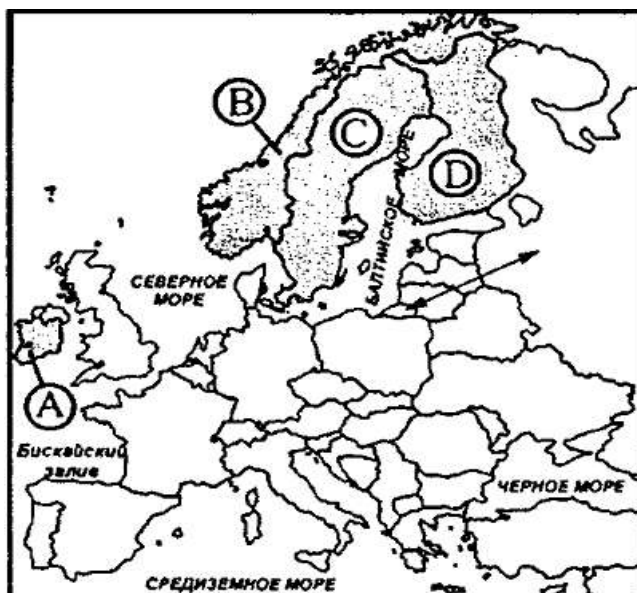 B
C
D
БАЛТИЙСКОЕ МОРЕ
СЕВЕРНОЕ
МОРЕ
A
Бискайский
залив
ЧЕРНОЕ МОРЕ
СРЕДИЗЕМНОЕ МОРЕ